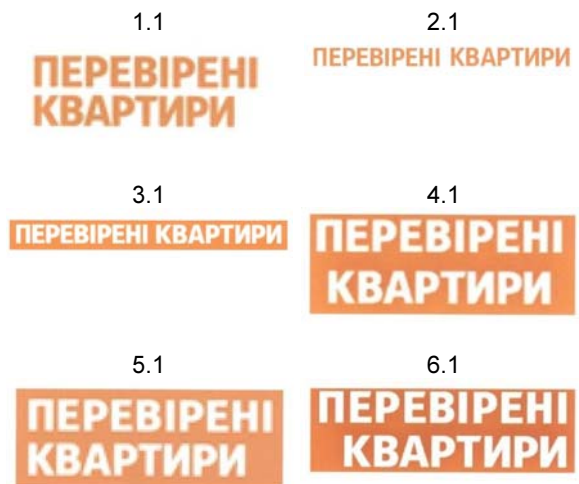 1.1
2.1
ПЕРЕВІРЕНІ
КВАРТИРИ
ПЕРЕВІРЕНІ КВАРТИРИ
3.1
4.1
ПЕРЕВІРЕНІ КВАРТИРИ
ПЕРЕВІРЕНІ
КВАРТИРИ
5.1
6.1
ПЕРЕВІРЕНІ
КВАРТИРИ
ПЕРЕВІРЕНІ
КВАРТИРИ